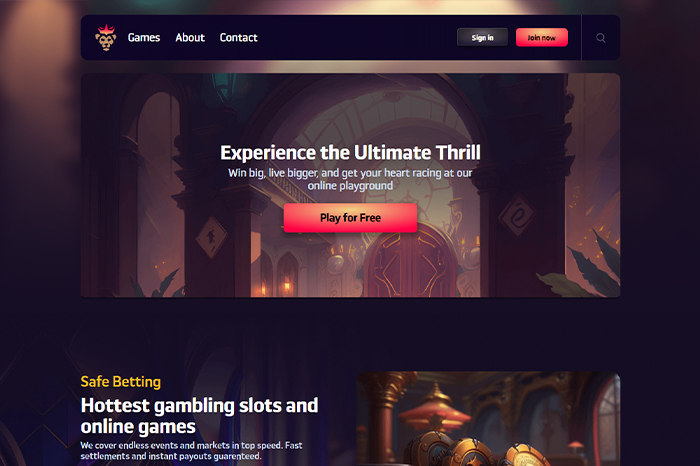 Games About Contact Sign in Join now
Experience the Ultimate Thrill
Win big, live bigger, and get your heart racing at our
online playground
Play for Free
Safe Betting
Hottest gambling slots and
online games
We cover endless events and markets in top speed. Fast
settlements and instant payouts guarenteed.